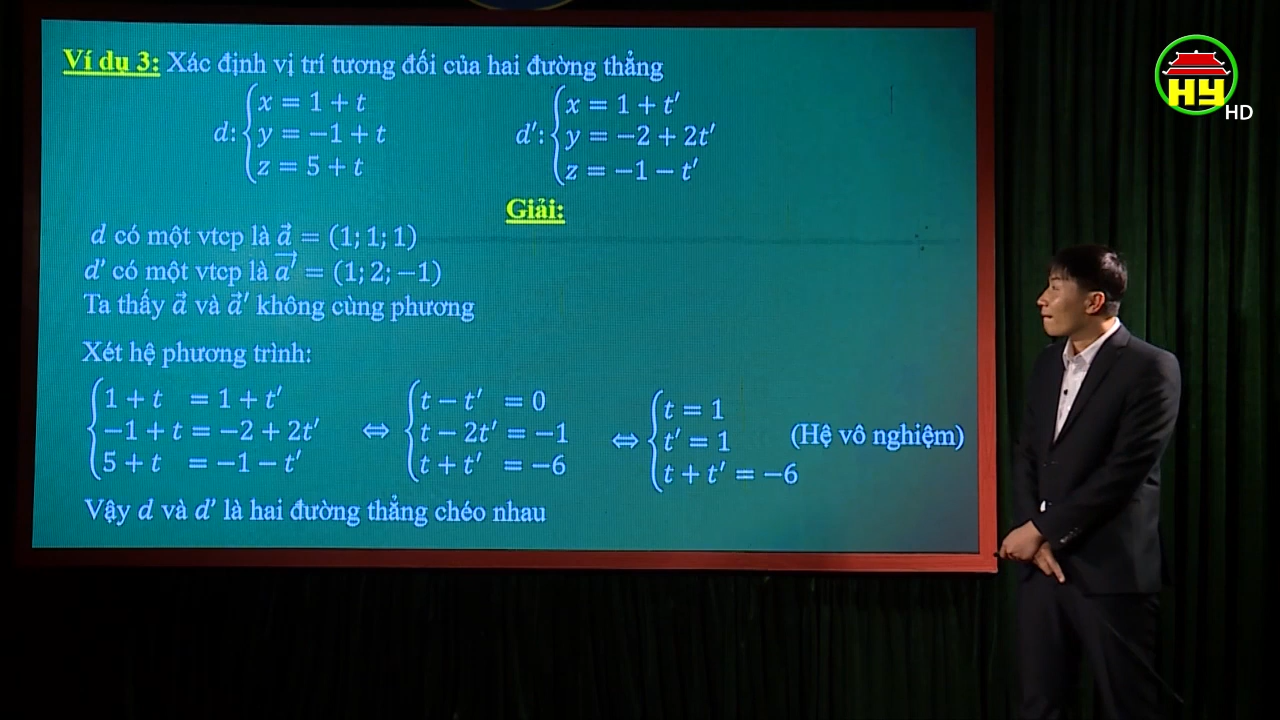 Ví dụ 3: Xác định vị trí tương đối của hai đường thẳng
d: { x = 1 + t
y = −1 + t
z = 5 + t
d′: { x = 1 + t′
y = −2 + 2t′
z = −1 − t′
Giải:
d có một vtcp là a⃗ = (1; 1; 1)
d′ có một vtcp là a′⃗ = (1; 2; −1)
Ta thấy a⃗ và a⃗′ không cùng phương
Xét hệ phương trình:
{ 1 + t = 1 + t′
−1 + t = −2 + 2t′
5 + t = −1 − t′
⇔ { t − t′ = 0
t − 2t′ = −1
t + t′ = −6
⇔ { t = 1
t′ = 1
t + t′ = −6
(Hệ vô nghiệm)
Vậy d và d′ là hai đường thẳng chéo nhau
HY
HD